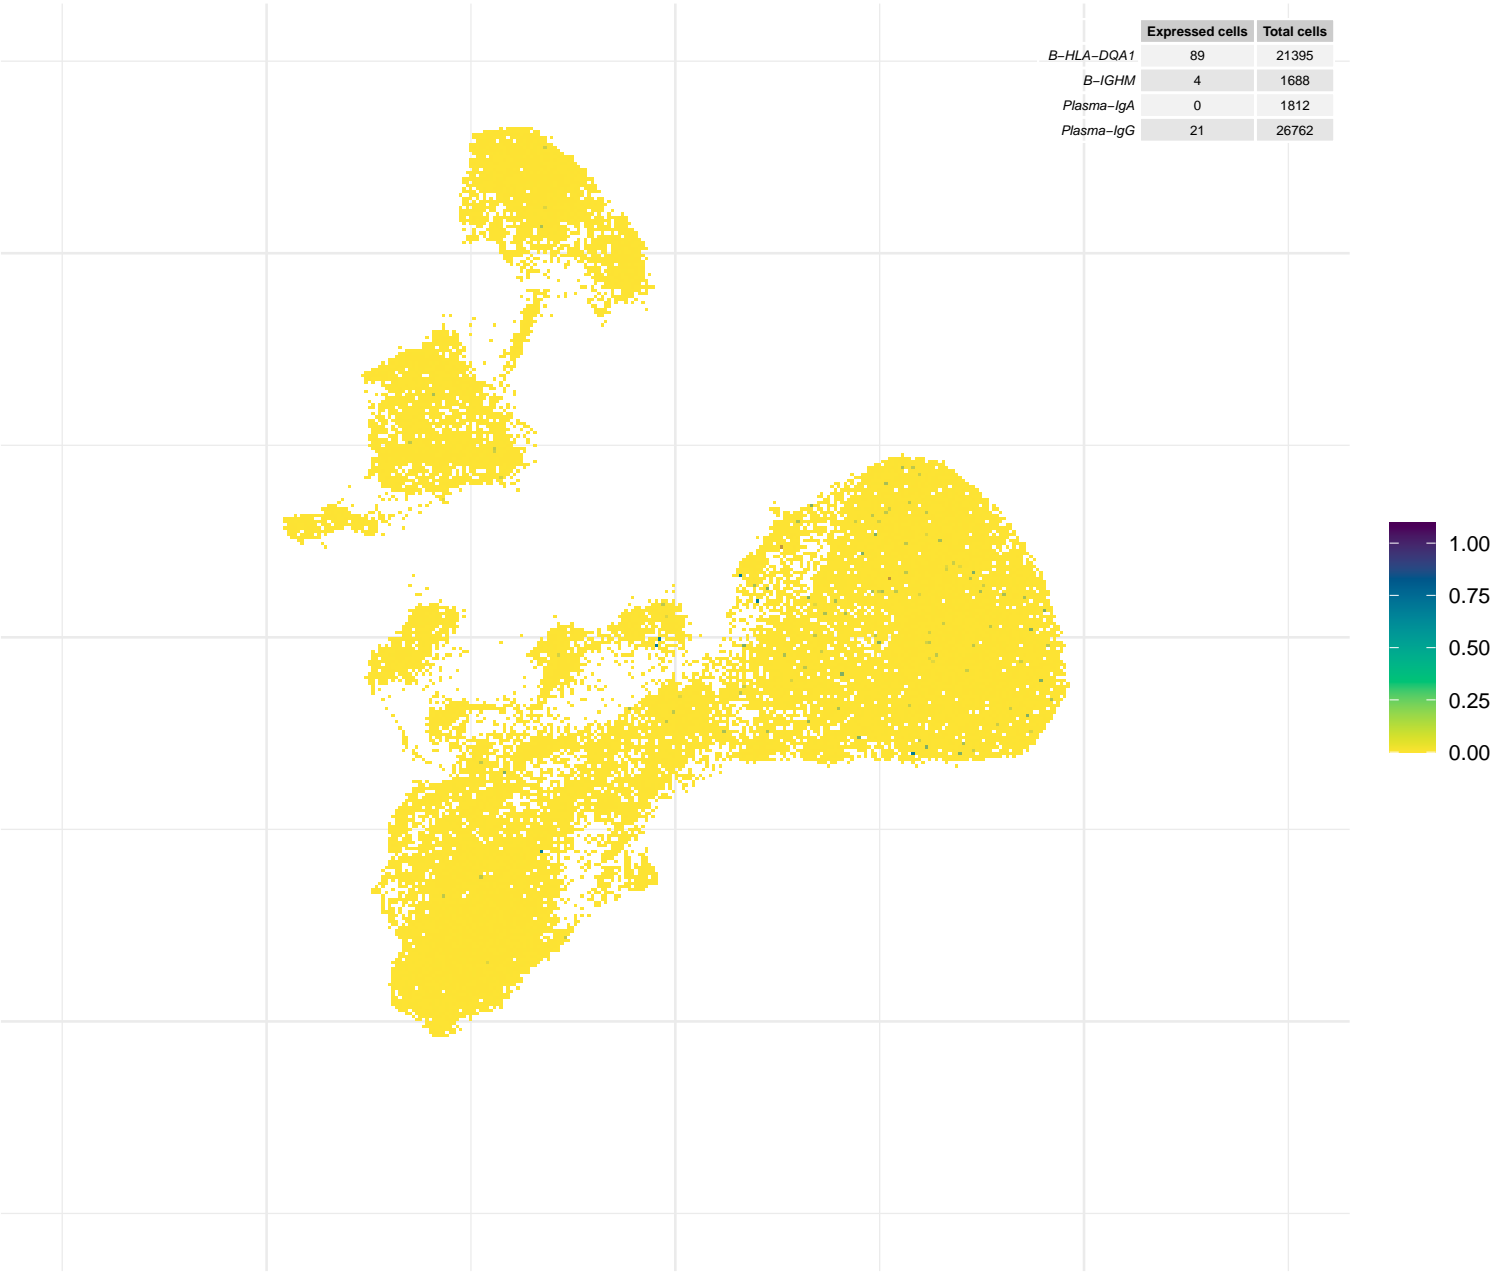 Expressed cells Total cells
B−HLA−DQA1 89 21395
B−IGHM 4 1688
Plasma−IgA 0 1812
Plasma−IgG 21 26762
1.00
0.75
0.50
0.25
0.00